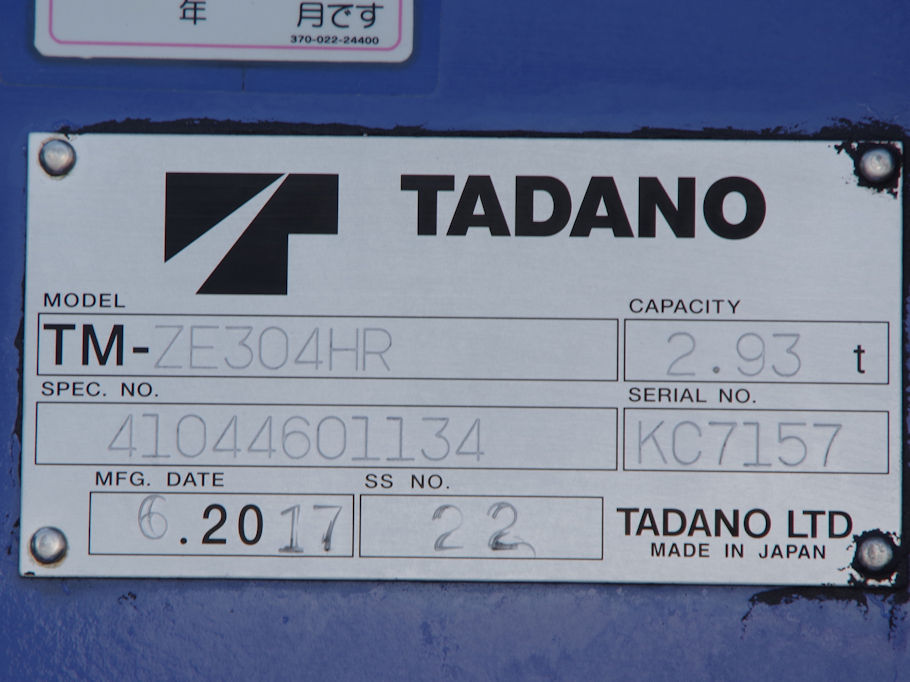 年 月です
370-022-24400
TADANO
MODEL
TM-ZE304HR
CAPACITY
2.93 t
SPEC. NO.
41044601134
SERIAL NO.
KC7157
MFG. DATE
6.2017
SS NO.
22
TADANO LTD.
MADE IN JAPAN